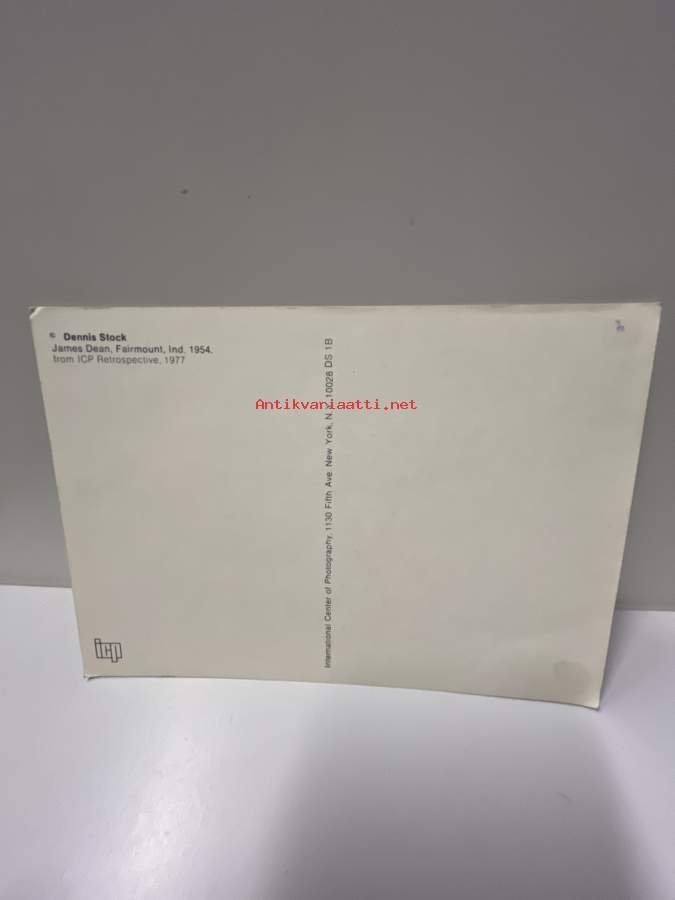 © Dennis Stock
James Dean, Fairmount, Ind. 1954.
from ICP Retrospective, 1977
International Center of Photography, 1130 Fifth Ave. New York, N.Y. 10028 DS 1B
Antikvariaatti.net
icp